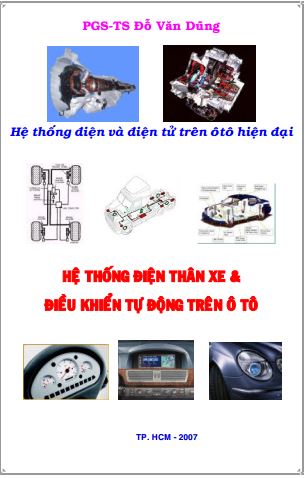 PGS-TS Đỗ Văn Dũng
Hệ thống điện và điện tử trên ôtô hiện đại
HỆ THỐNG ĐIỆN THÂN XE &
ĐIỀU KHIỂN TỰ ĐỘNG TRÊN Ô TÔ
TP. HCM - 2007